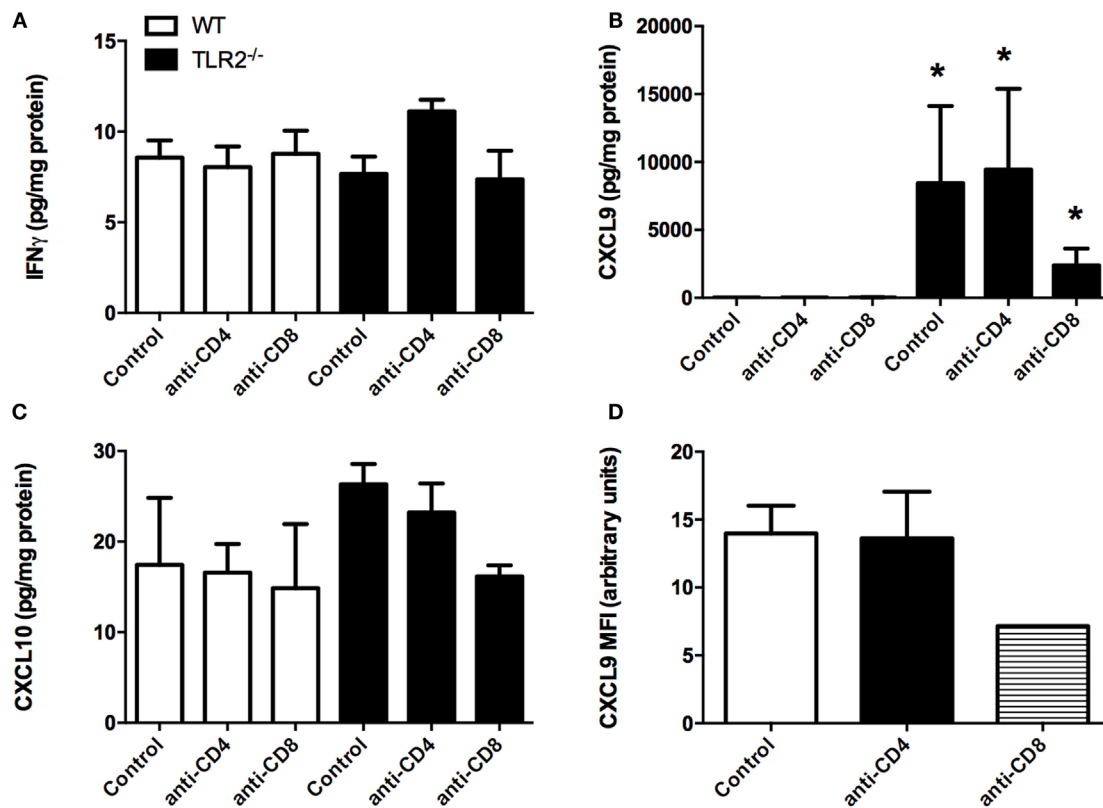 A
WT
TLR2-/-
IFNγ (pg/mg protein)
15
10
5
0
Control
anti-CD4
anti-CD8
Control
anti-CD4
anti-CD8
B
CXCL9 (pg/mg protein)
20000
15000
10000
5000
0
*
*
*
Control
anti-CD4
anti-CD8
Control
anti-CD4
anti-CD8
C
CXCL10 (pg/mg protein)
30
20
10
0
Control
anti-CD4
anti-CD8
Control
anti-CD4
anti-CD8
D
CXCL9 MFI (arbitrary units)
20
15
10
5
0
Control
anti-CD4
anti-CD8